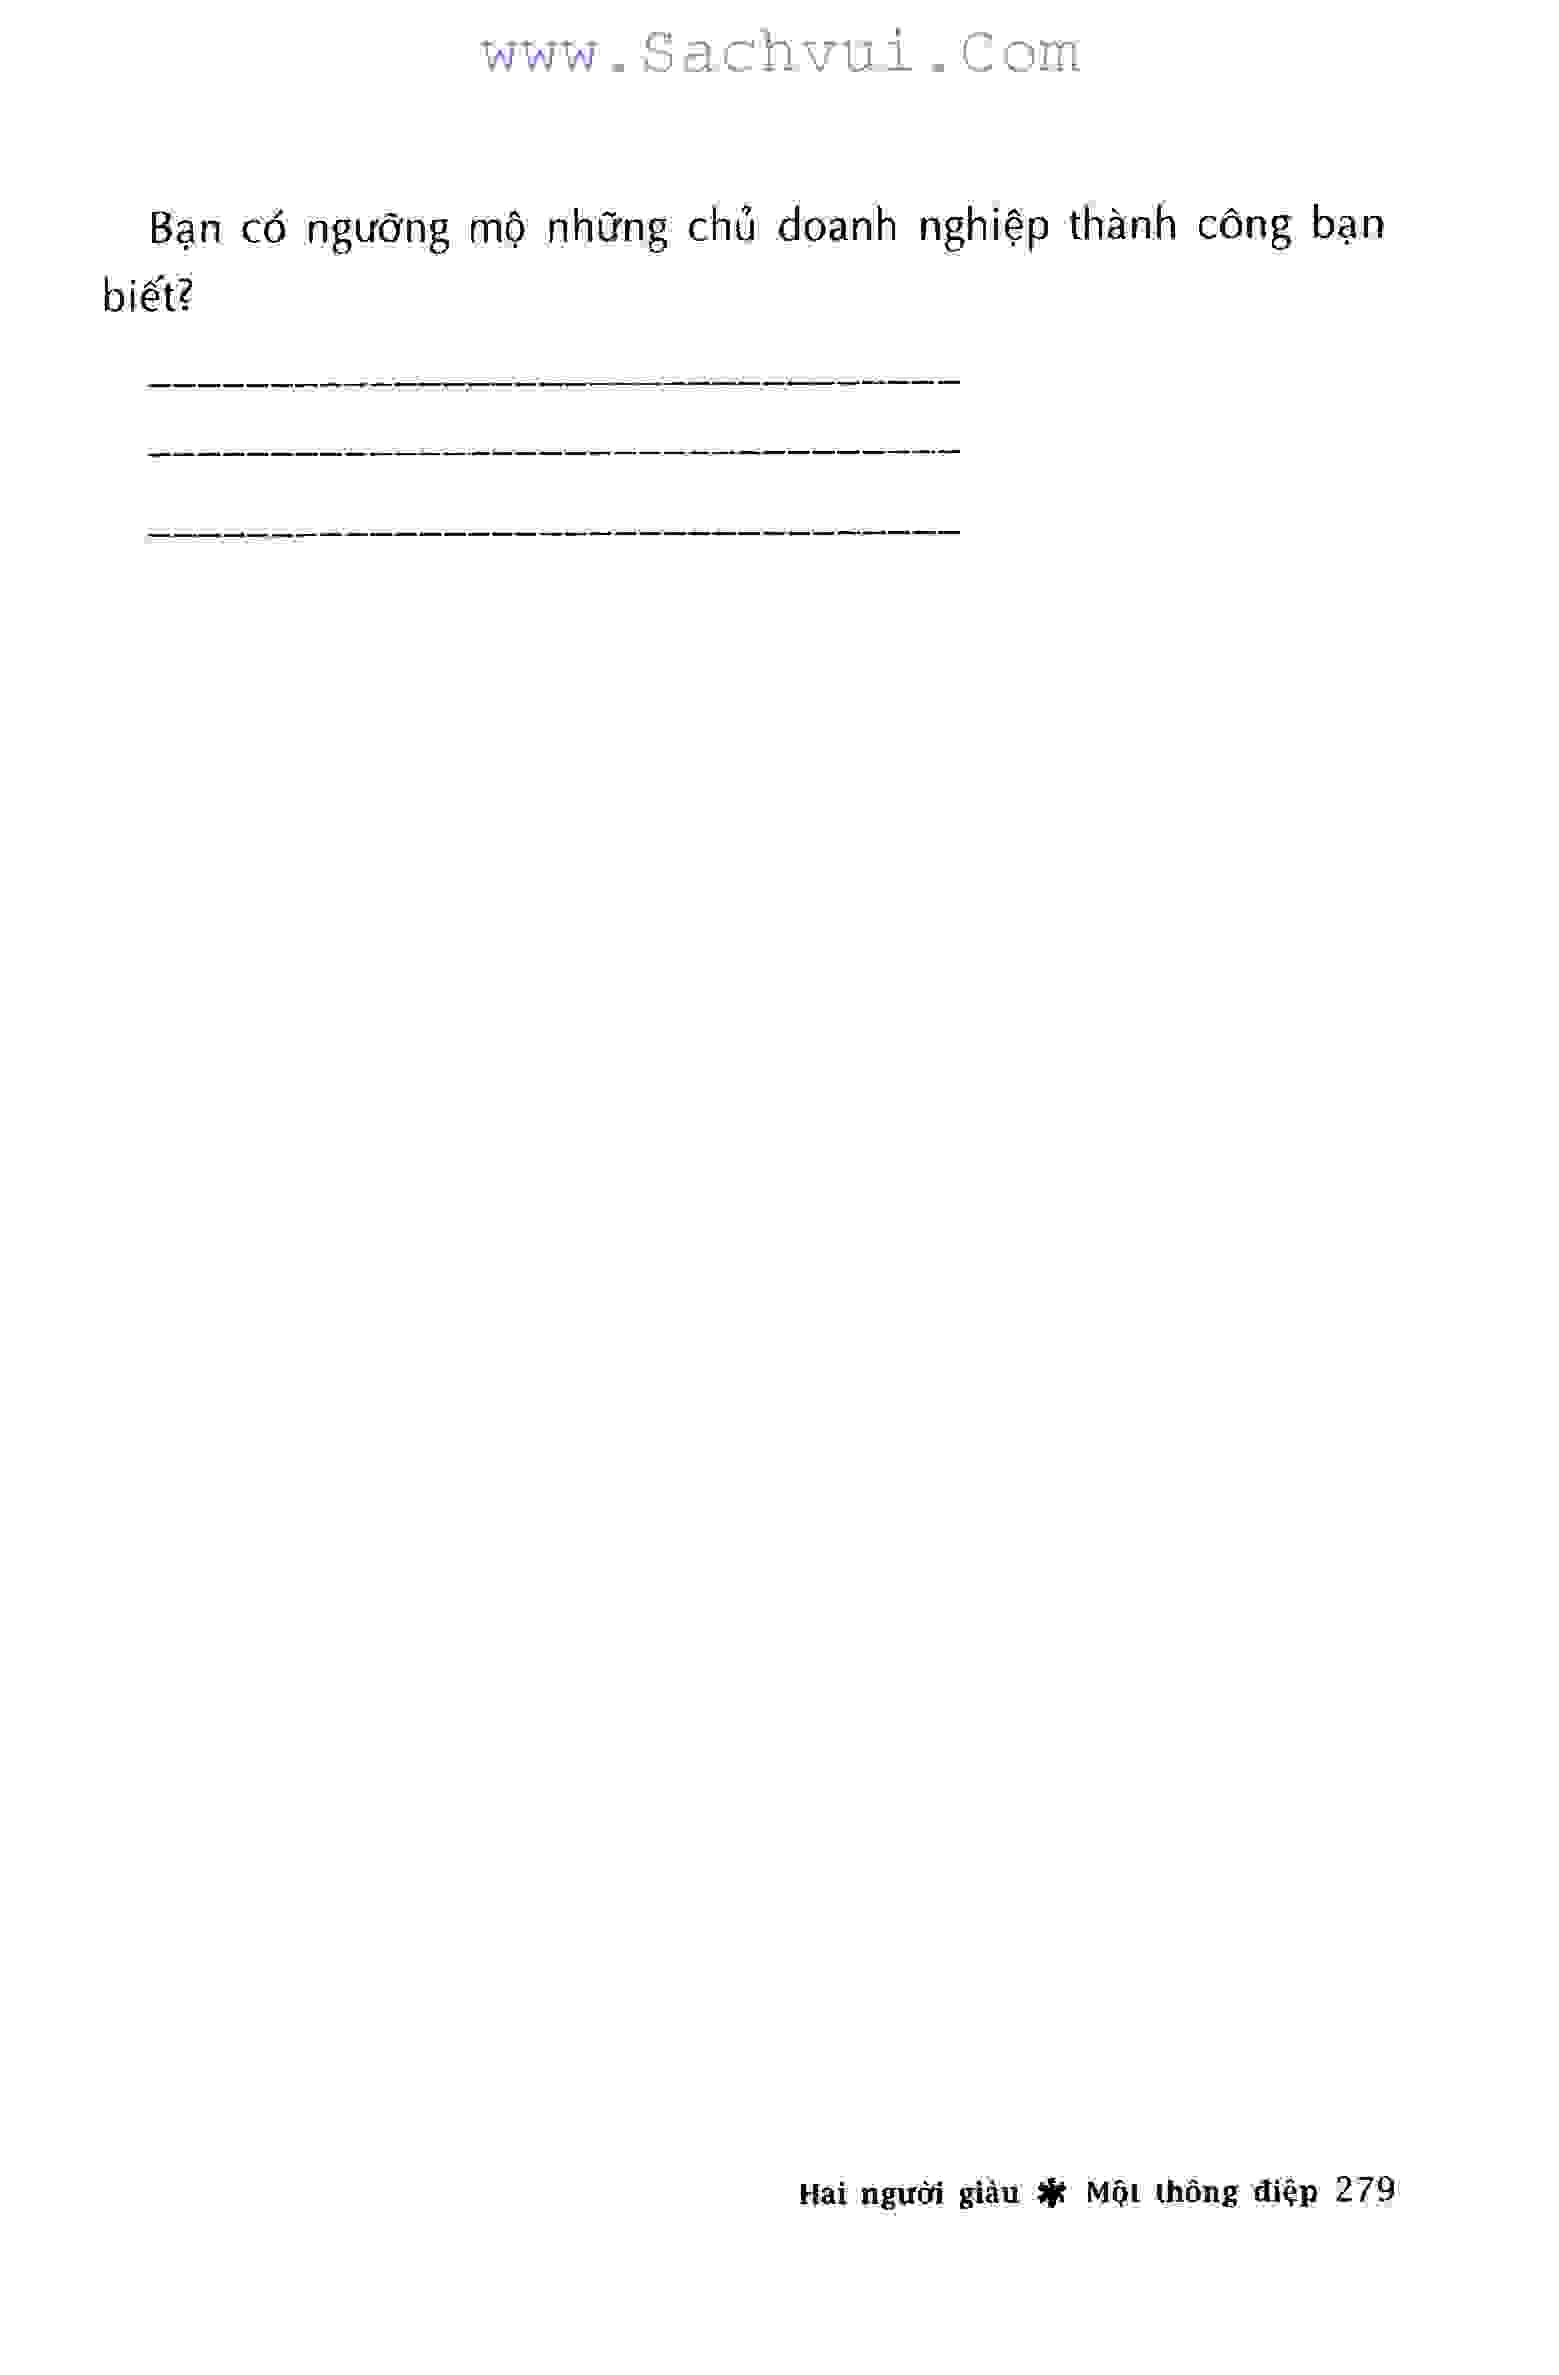 www.Sachvui.Com
Bạn có ngưỡng mộ những chủ doanh nghiệp thành công bạn
biết?
Hai người giàu ✱ Một thông điệp 279